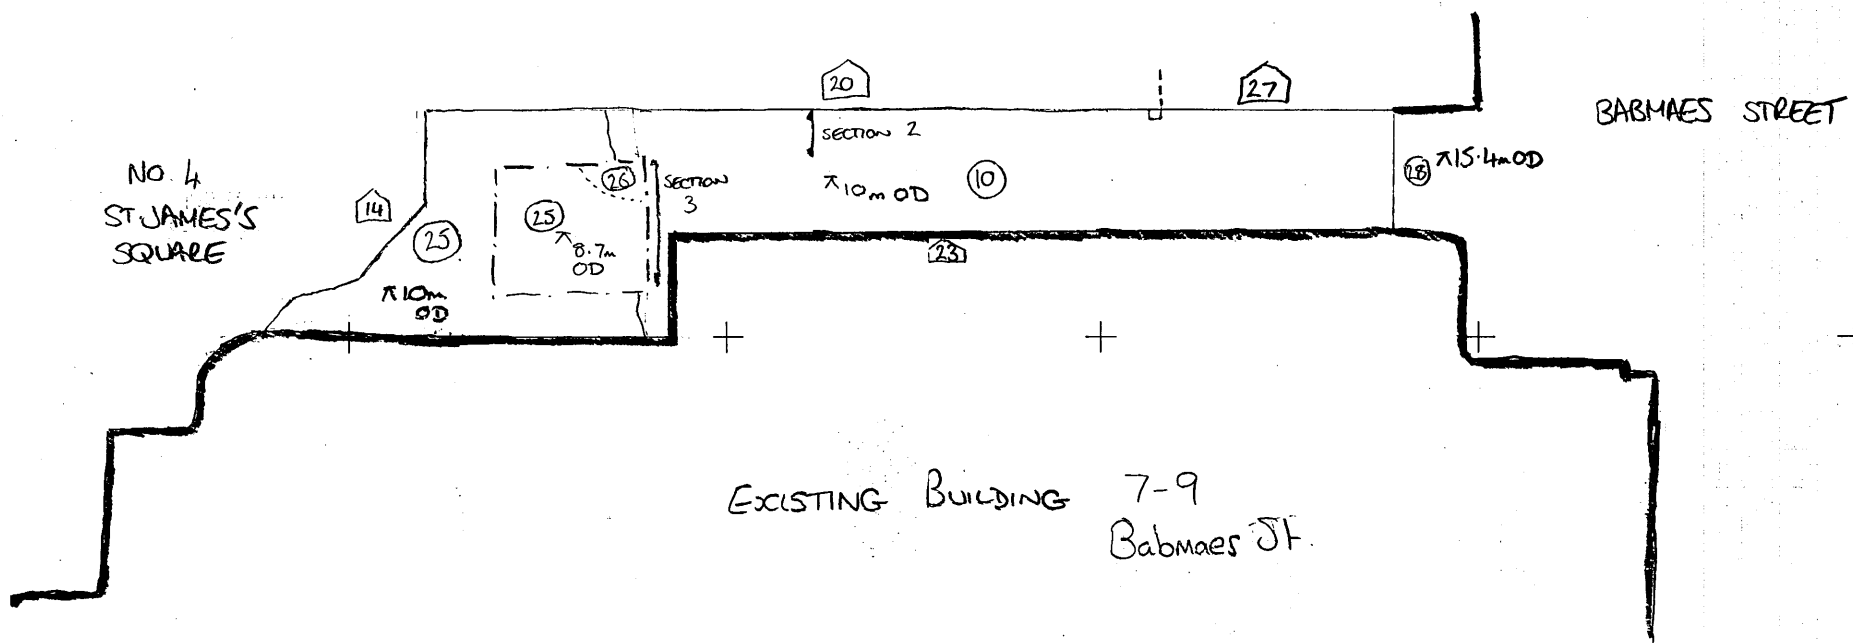 20
27
BABMAES STREET
SECTION 2
NO. 4
ST. JAMES'S
SQUARE
14
25
26
25
8.7m
OD
SECTION
3
10m OD
10
28
15.4m OD
10m
OD
23
EXISTING BUILDING 7-9
Babmaes St.